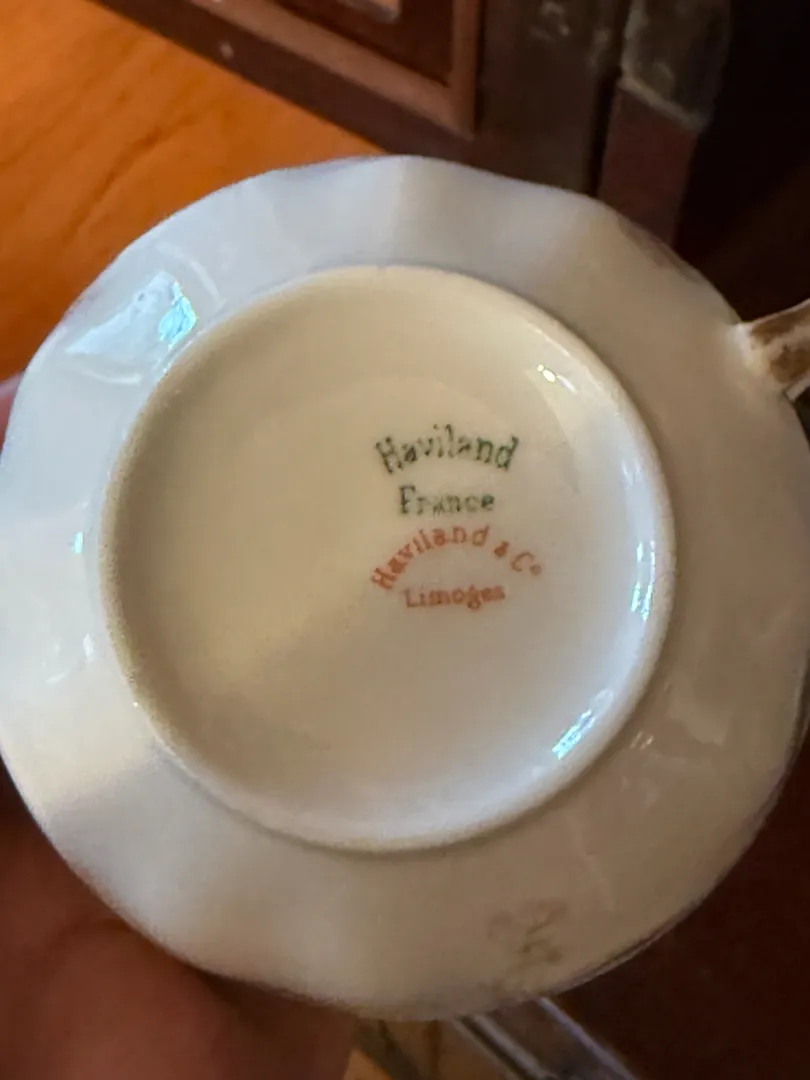 Haviland
France
Haviland & Cº
Limoges